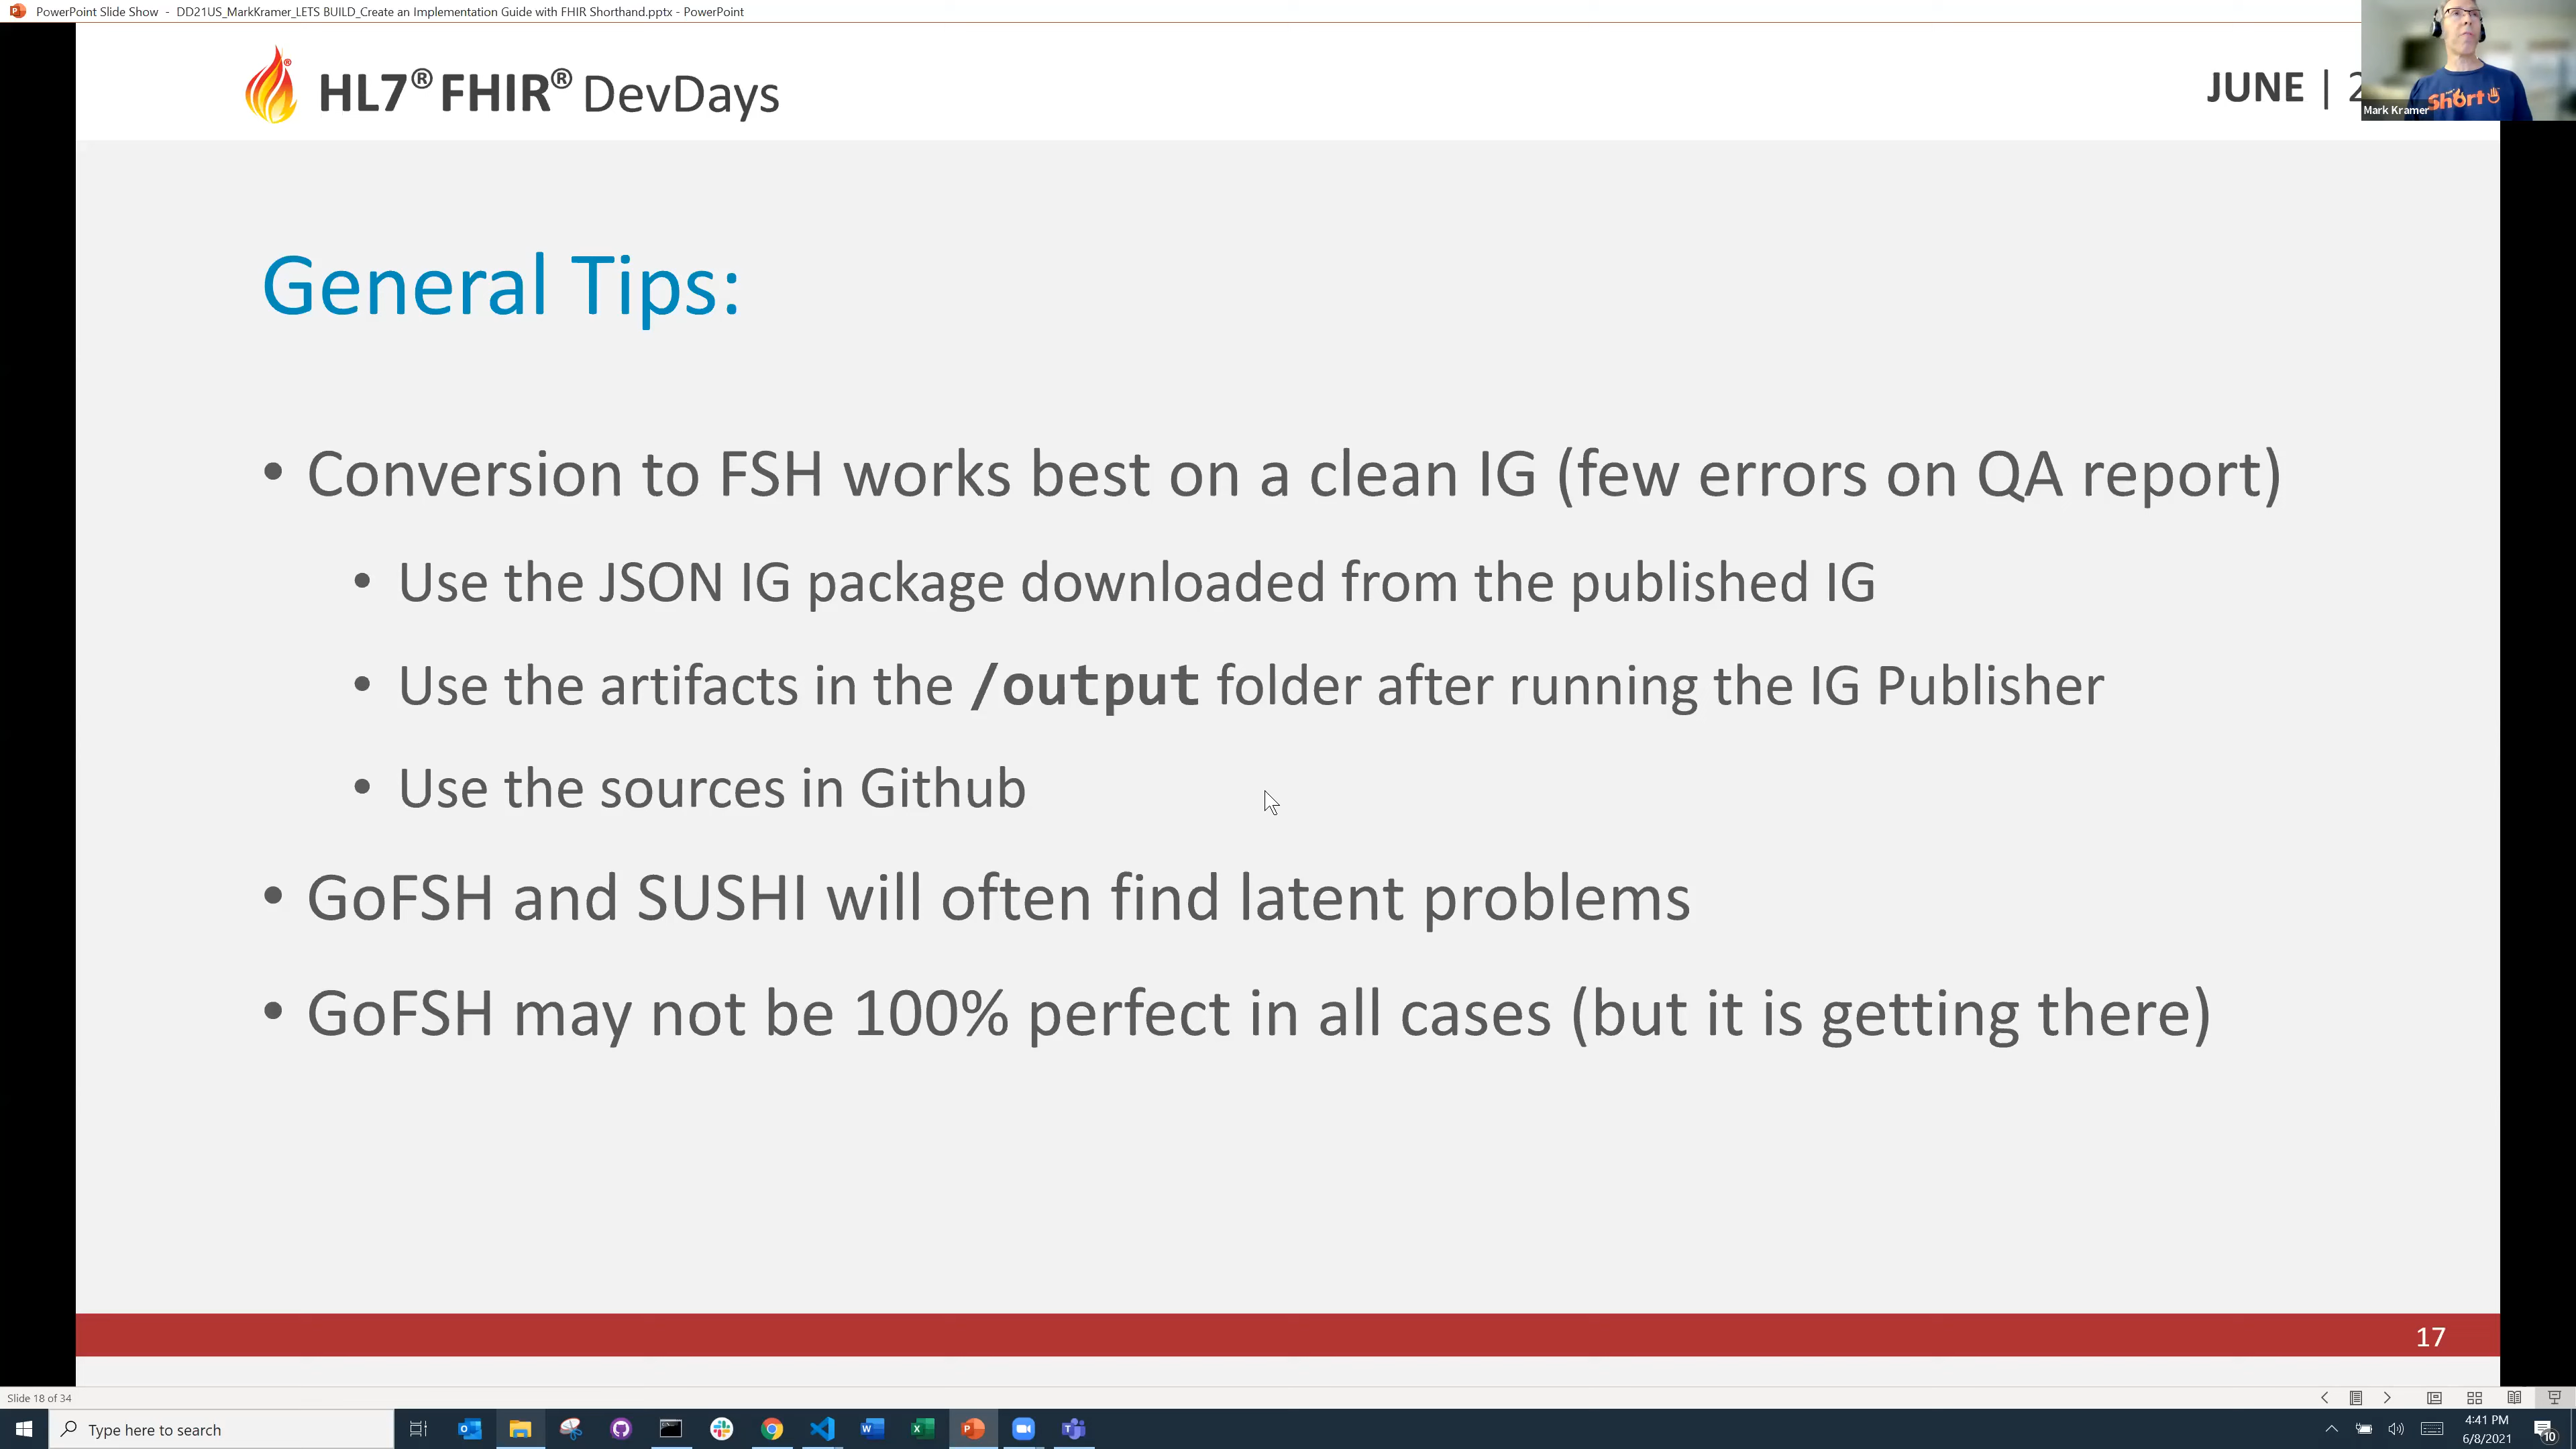 PowerPoint Slide Show - DD21US_MarkKramer_LETS BUILD_Create an Implementation Guide with FHIR Shorthand.pptx - PowerPoint
HL7® FHIR® DevDays
JUNE | 2
Short
Mark Kramer
General Tips:
• Conversion to FSH works best on a clean IG (few errors on QA report)
• Use the JSON IG package downloaded from the published IG
• Use the artifacts in the /output folder after running the IG Publisher
• Use the sources in Github
• GoFSH and SUSHI will often find latent problems
• GoFSH may not be 100% perfect in all cases (but it is getting there)
17
Slide 18 of 34
Type here to search
4:41 PM
6/8/2021
10